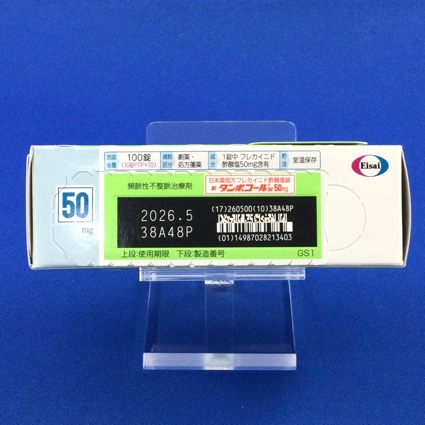 包装容量 100錠 (10錠PTP×10) 規制区分 劇薬・処方箋薬 成分 1錠中 フレカイニド酢酸塩50mg含有 貯法 室温保存
Eisai
頻脈性不整脈治療剤
日本薬局方 フレカイニド酢酸塩錠
タンボコール錠50mg
50
mg
2026.5
38A48P
(17)260500(10)38A48P
(01)14987028213403
上段:使用期限 下段:製造番号
GS1